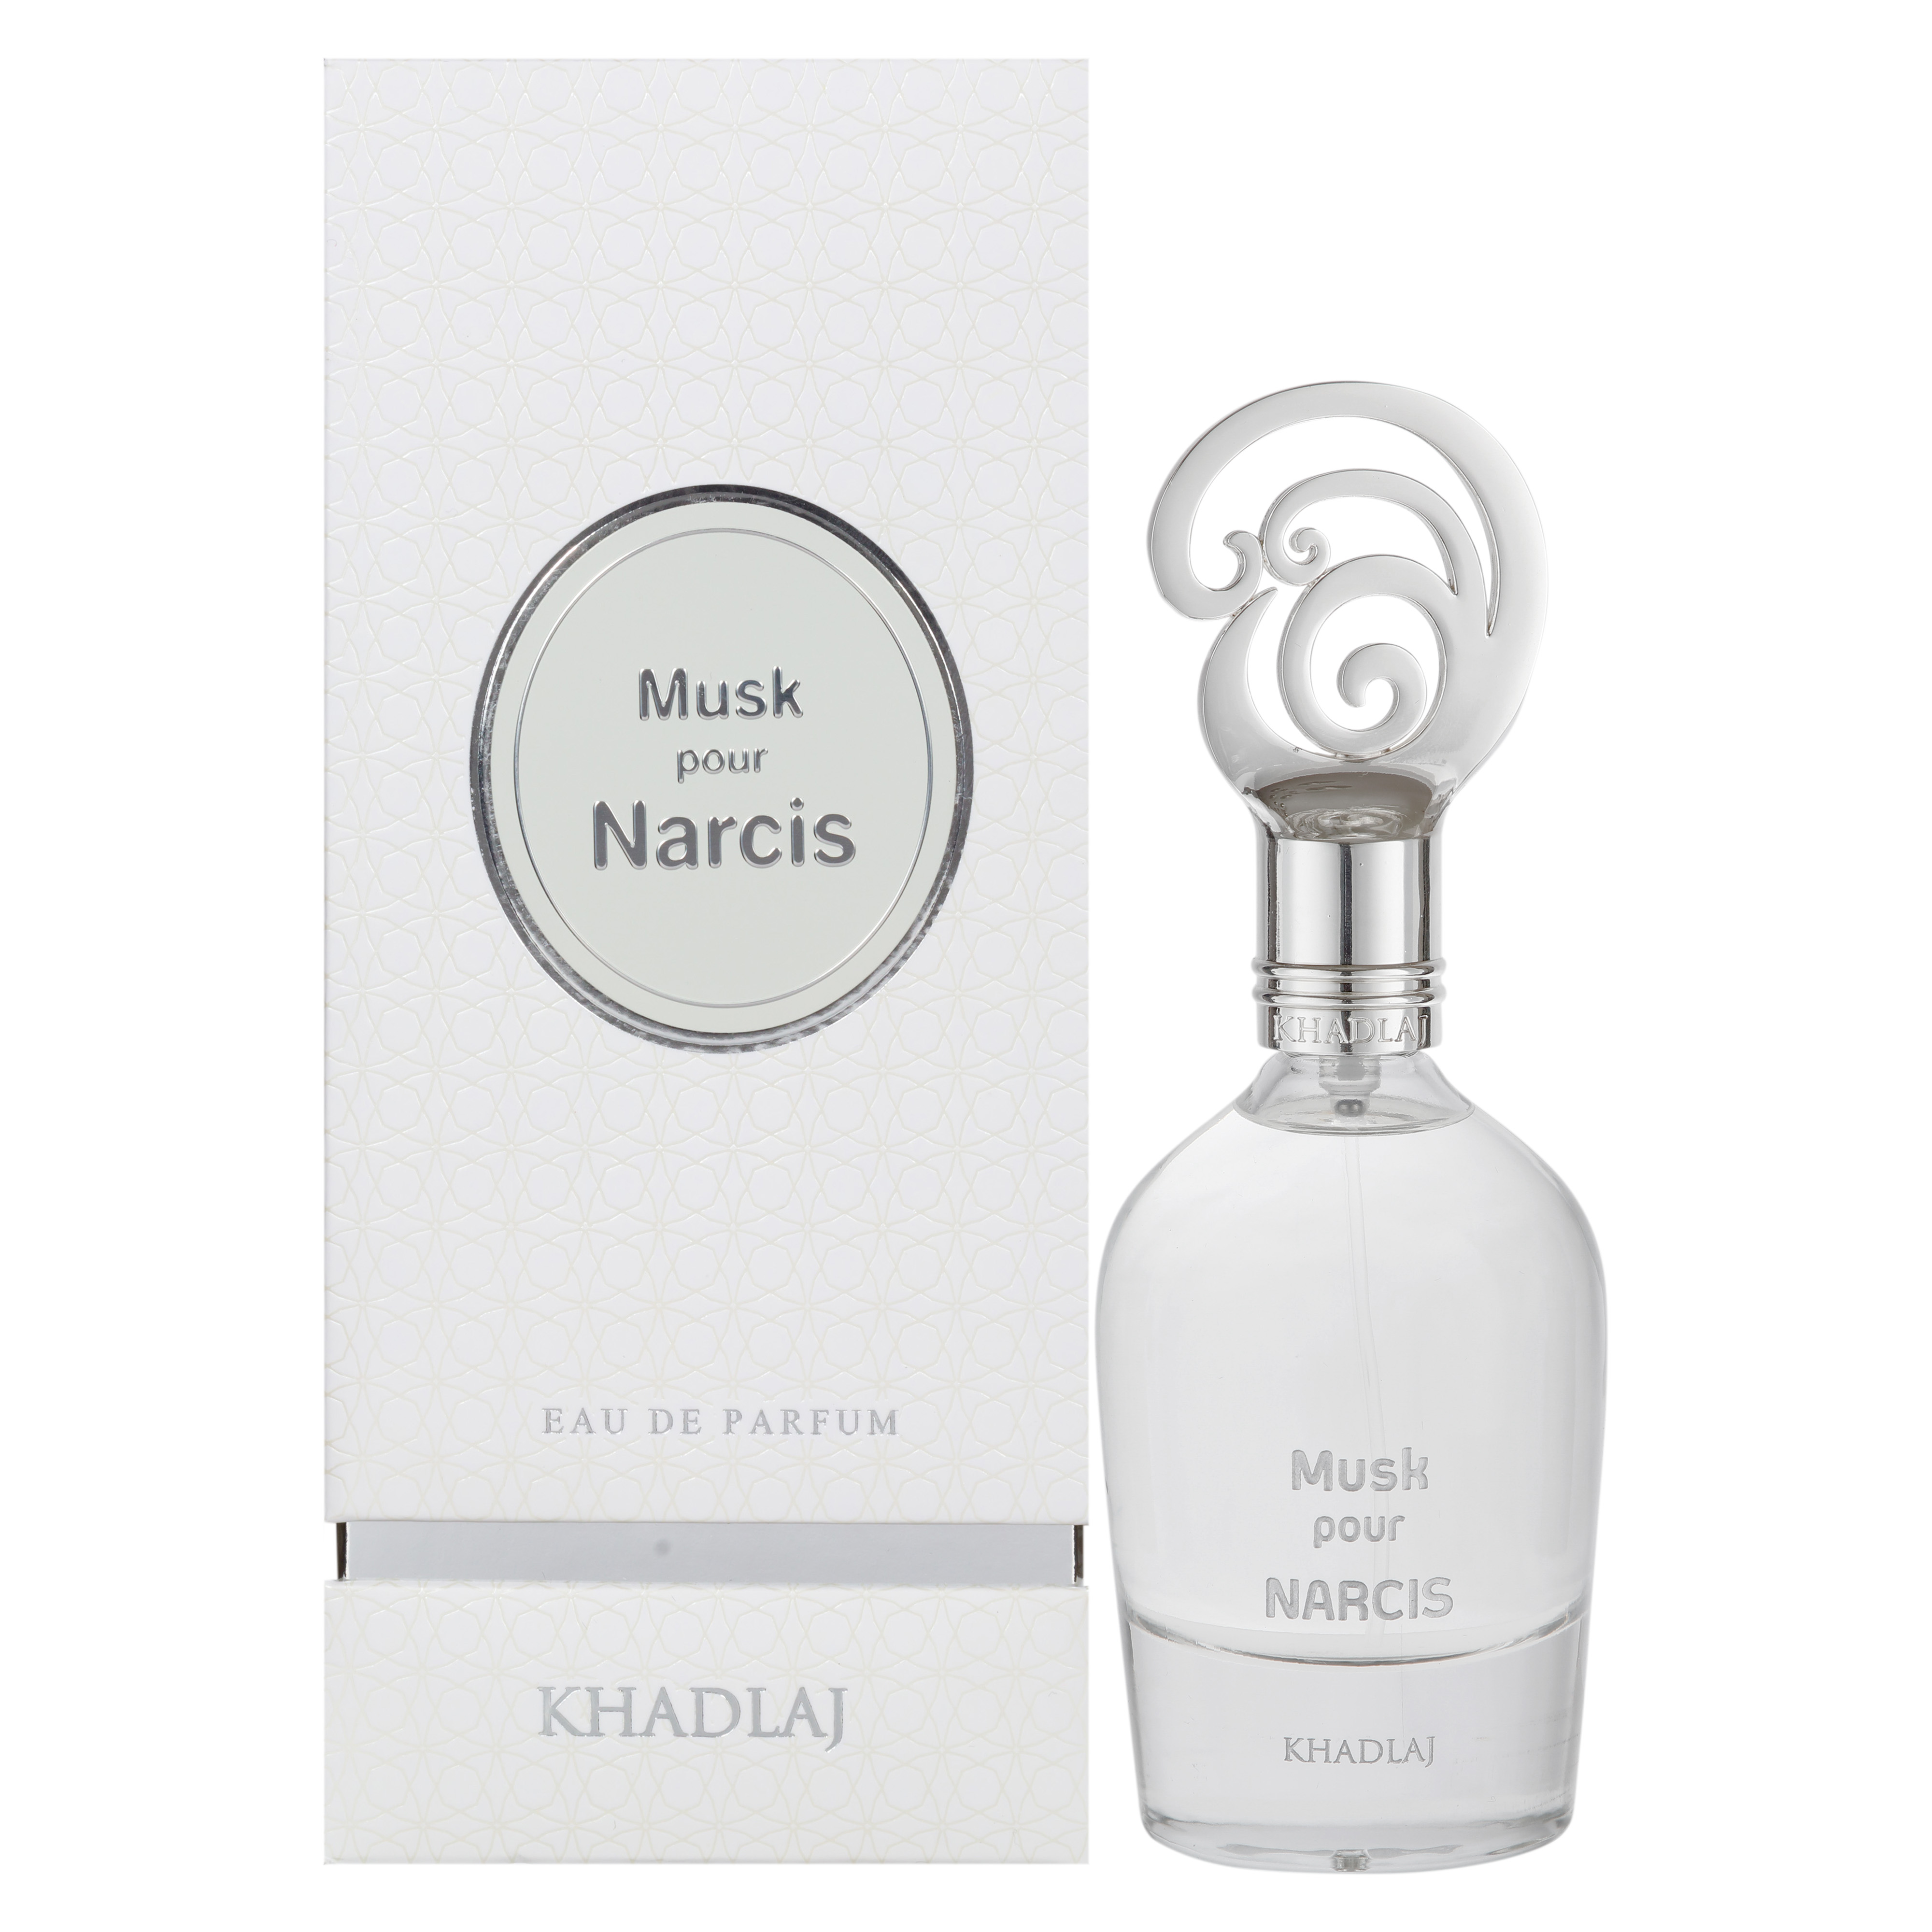 Musk
pour
Narcis
EAU DE PARFUM
KHADLAJ
KHADLAJ
Musk
pour
NARCIS
KHADLAJ